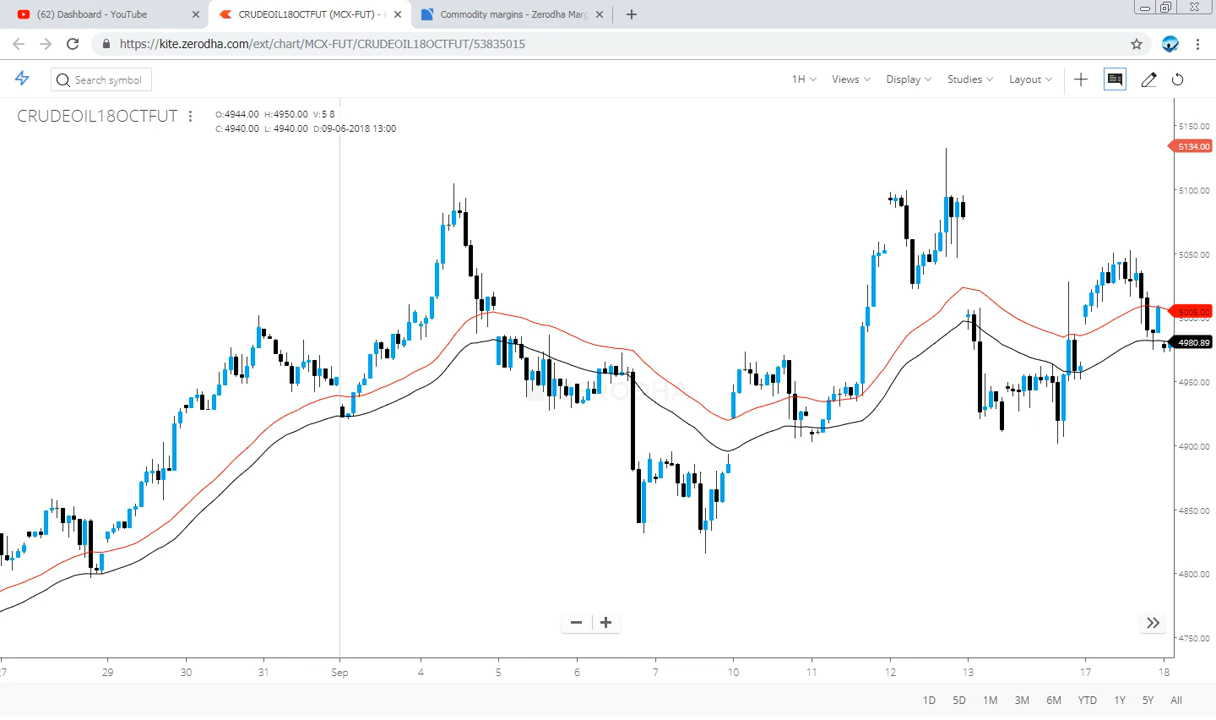 (62) Dashboard - YouTube
CRUDEOIL18OCTFUT (MCX-FUT) -
Commodity margins - Zerodha Marg
https://kite.zerodha.com/ext/chart/MCX-FUT/CRUDEOIL18OCTFUT/53835015
Search symbol
1H Views Display Studies Layout
CRUDEOIL18OCTFUT
O:4944.00 H:4950.00 V:5 8
C: 4940.00 L: 4940.00 D:09-06-2018 13:00
5150.00
5134.00
5100.00
5050.00
5005.00
4980.89
4950.00
4900.00
4850.00
4800.00
4750.00
27 29 30 31 Sep 4 5 6 7 10 11 12 13 17 18
1D 5D 1M 3M 6M YTD 1Y 5Y All